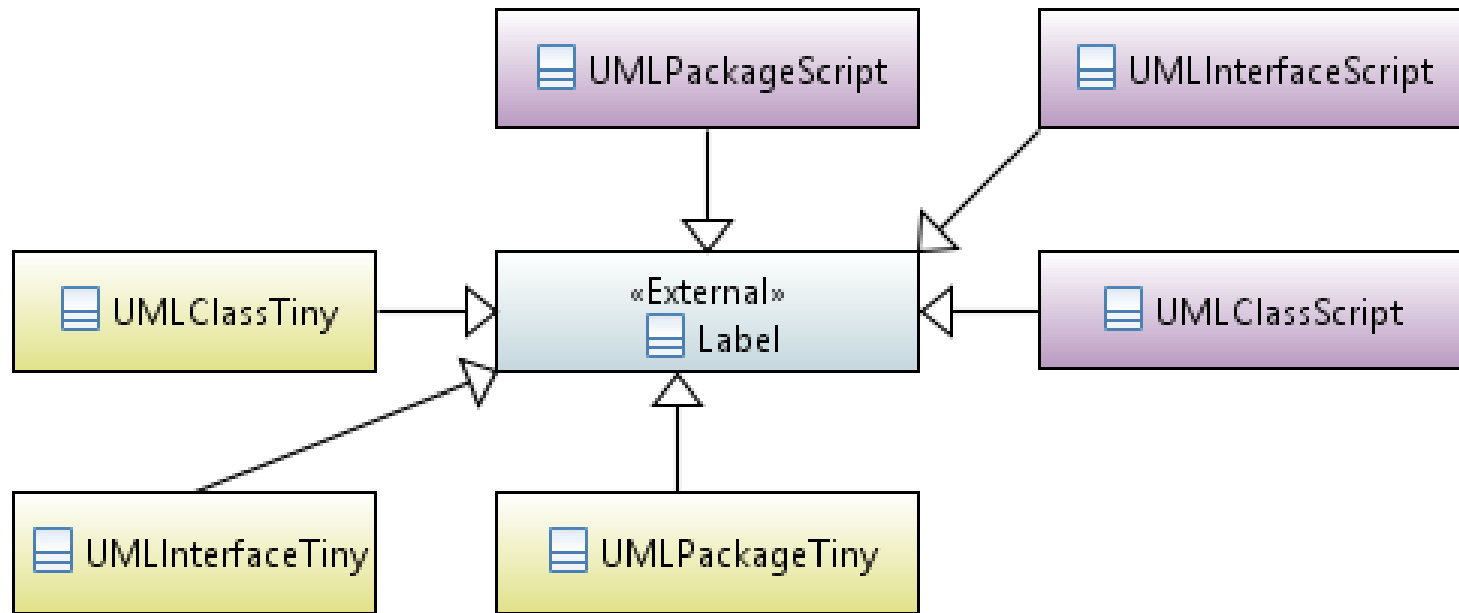 UMLPackageScript
UMLInterfaceScript
UMLClassTiny
«External»
Label
UMLClassScript
UMLInterfaceTiny
UMLPackageTiny